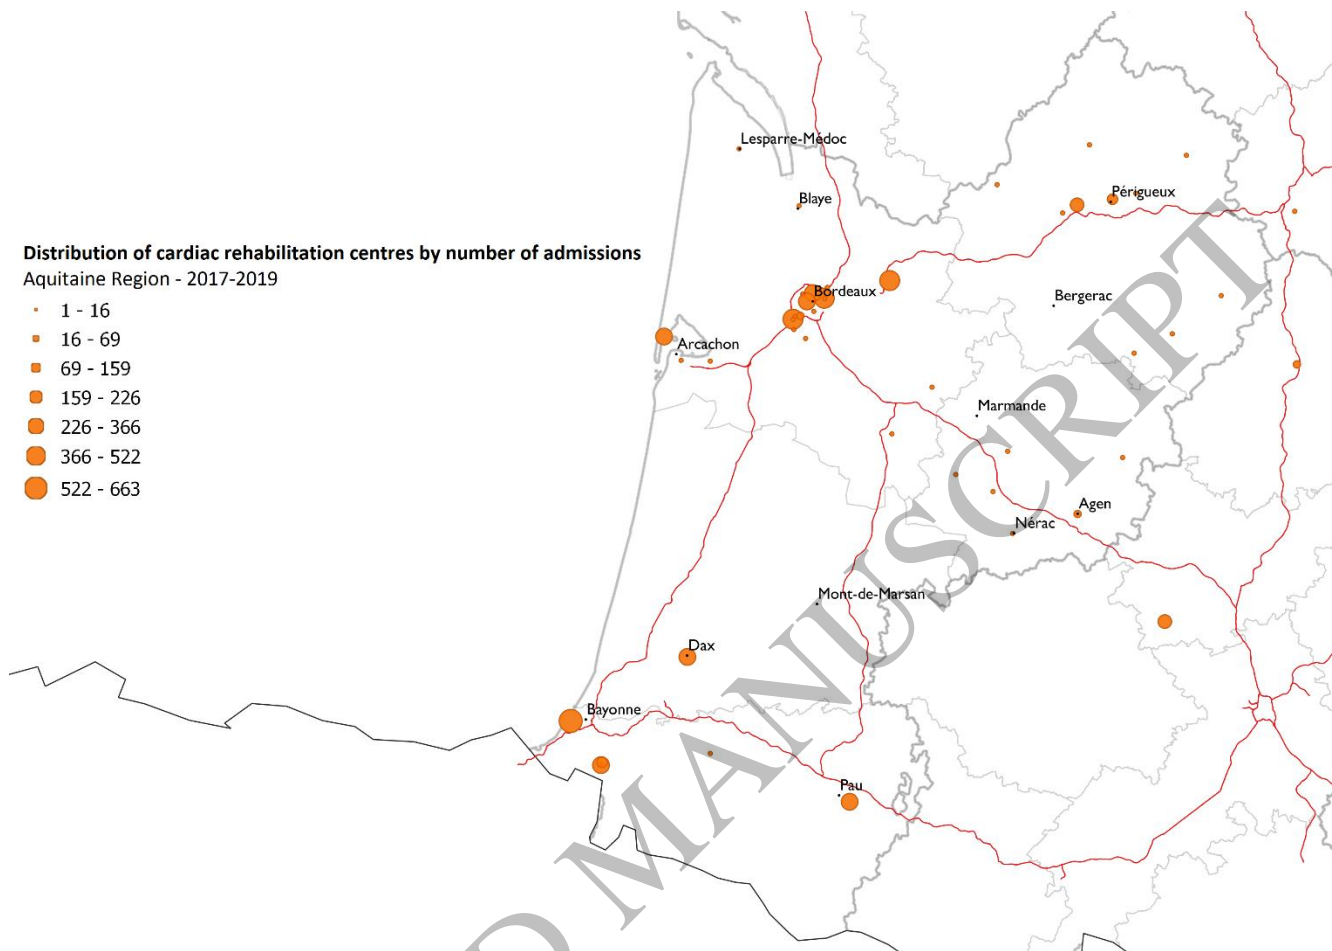 Lesparre-Médoc
Blaye
Périgueux
Distribution of cardiac rehabilitation centres by number of admissions
Aquitaine Region - 2017-2019
1 - 16
16 - 69
69 - 159
159 - 226
226 - 366
366 - 522
522 - 663
Bordeaux
Bergerac
Arcachon
Marmande
Agen
Nérac
Mont-de-Marsan
Dax
Bayonne
Pau
D MANUSCRIPT